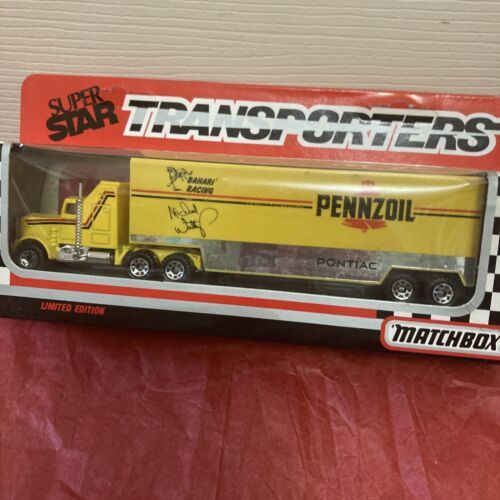 SUPER
STAR
TRANSPORTERS
BAHARI'
RACING
PENNZOIL
PONTIAC
LIMITED EDITION
MATCHBOX